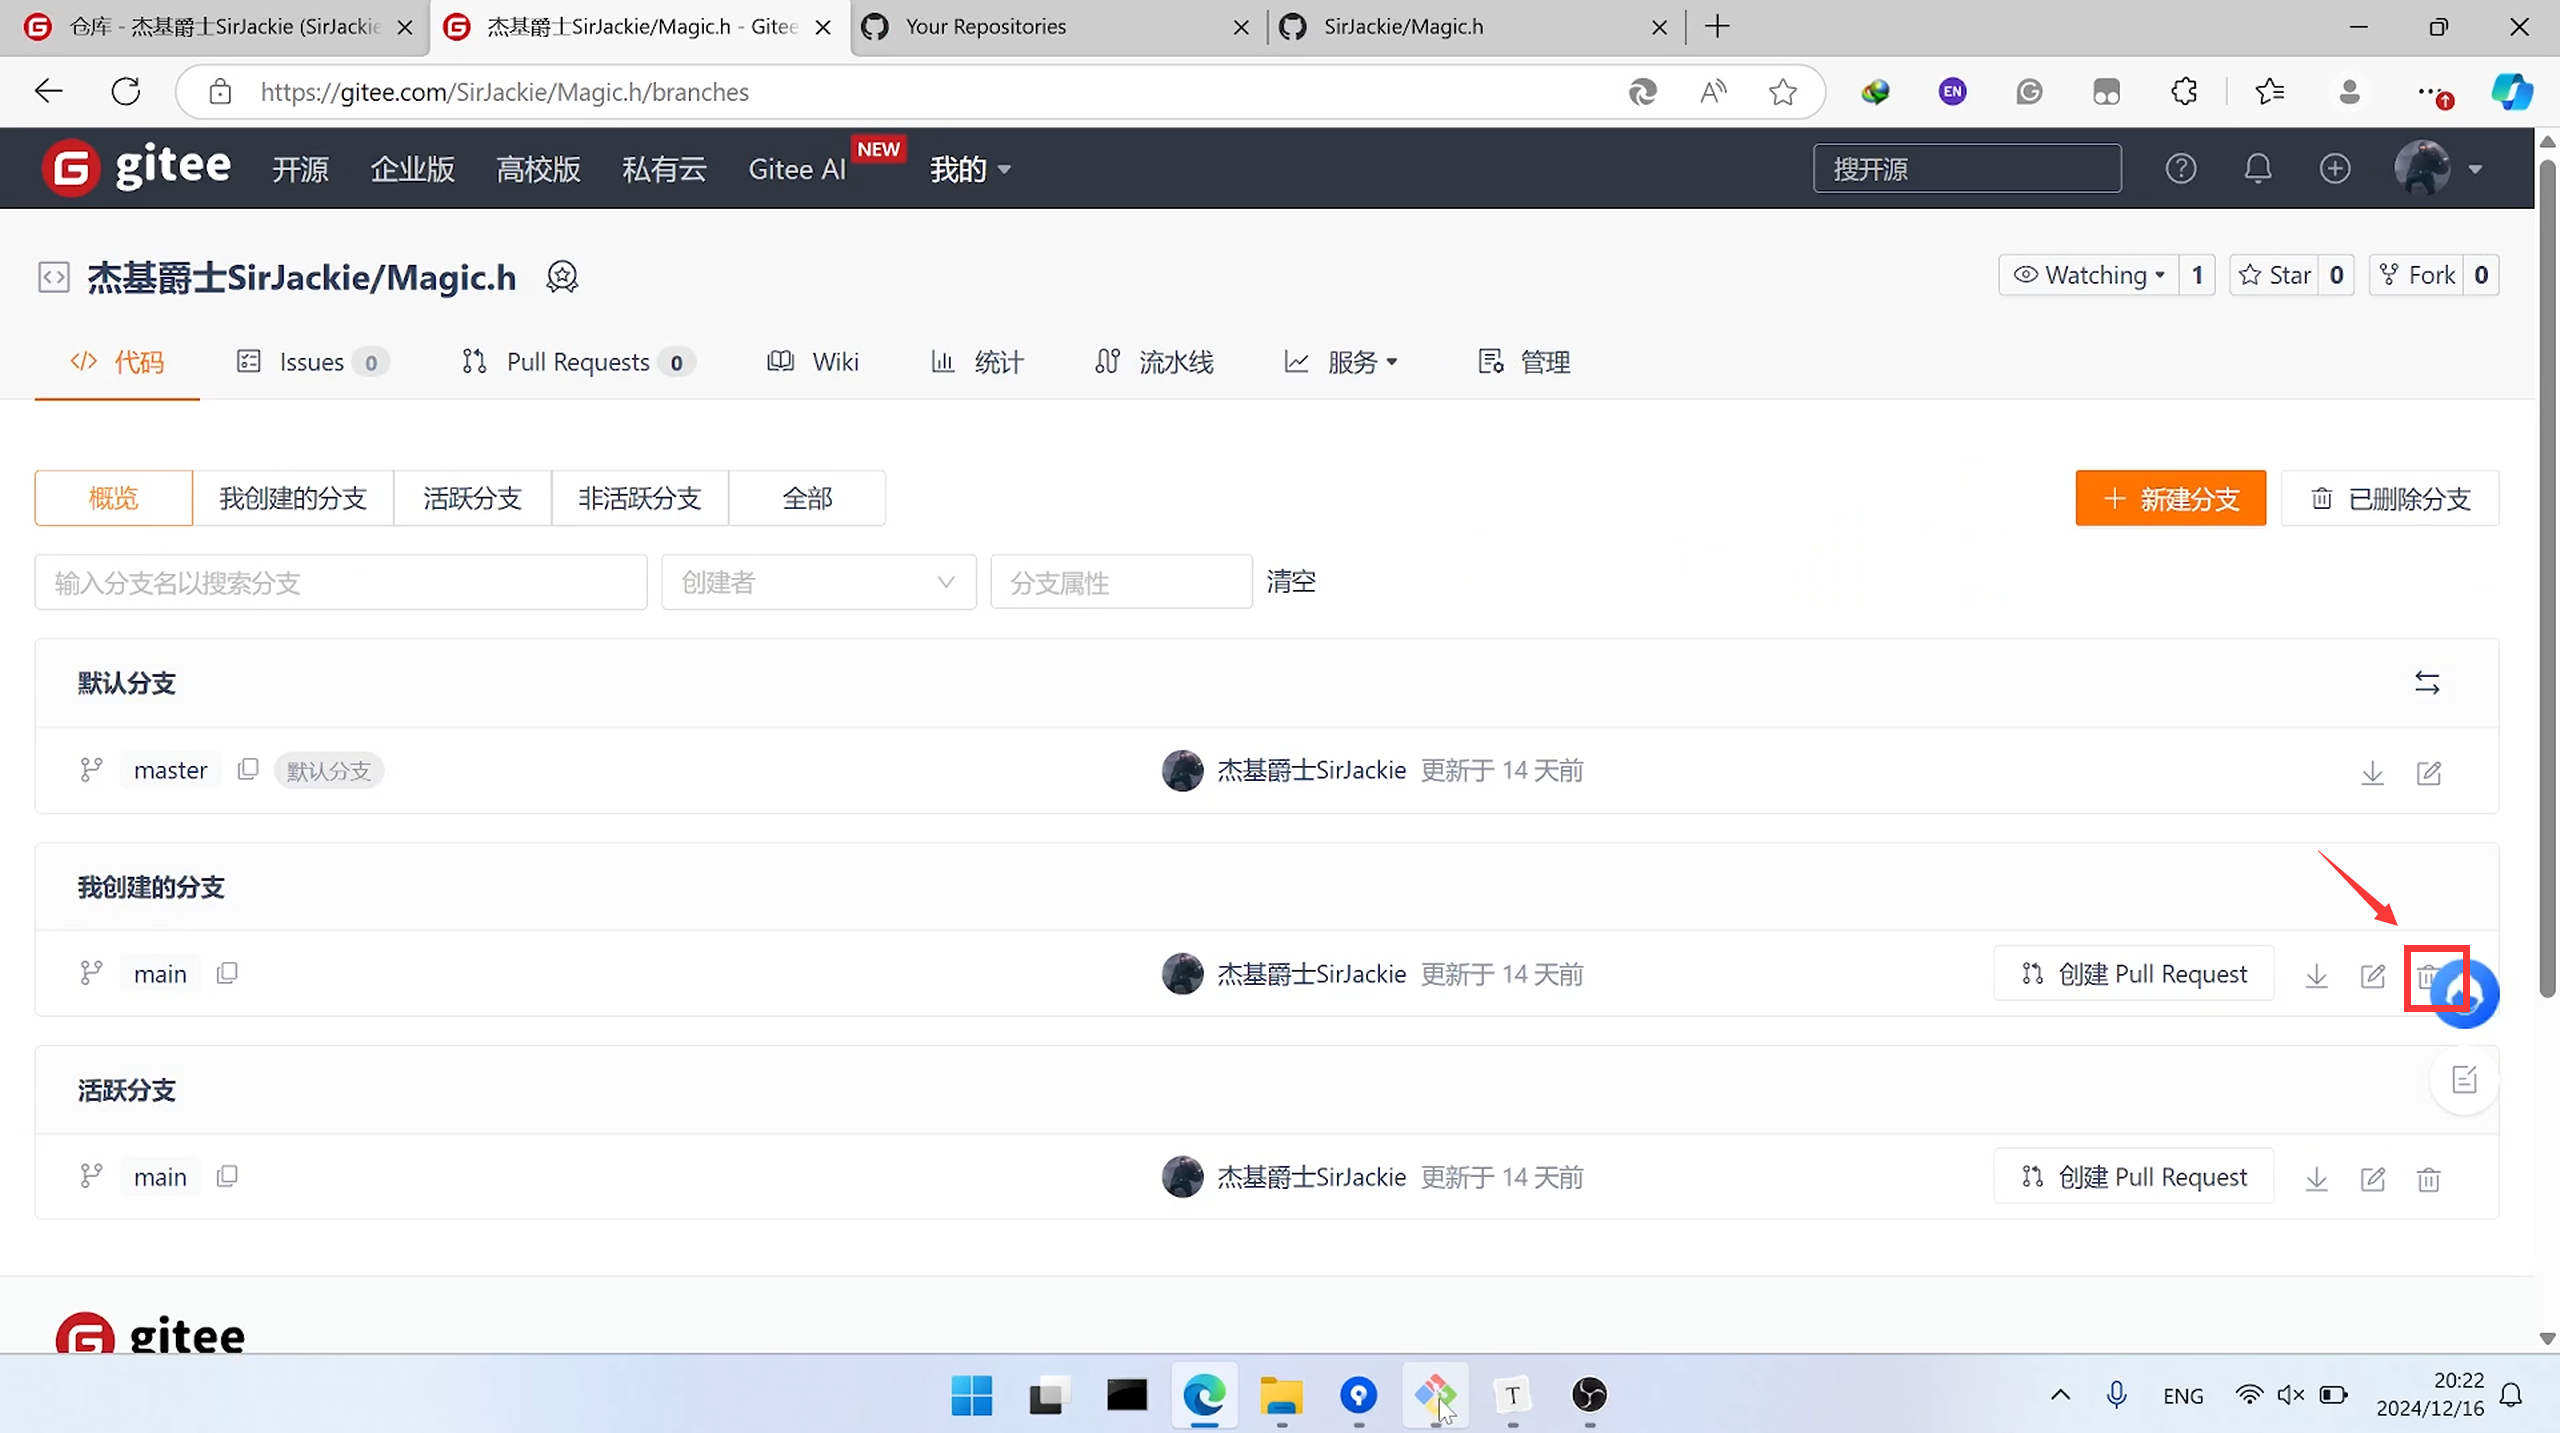 仓库 - 杰基爵士SirJackie (SirJackie
杰基爵士SirJackie/Magic.h - Gitee
Your Repositories
SirJackie/Magic.h
https://gitee.com/SirJackie/Magic.h/branches
EN
gitee
开源
企业版
高校版
私有云
Gitee AI
NEW
我的
搜开源
杰基爵士SirJackie/Magic.h
Watching 1
Star 0
Fork 0
代码
Issues 0
Pull Requests 0
Wiki
统计
流水线
服务
管理
概览
我创建的分支
活跃分支
非活跃分支
全部
新建分支
已删除分支
输入分支名以搜索分支
创建者
分支属性
清空
默认分支
master 默认分支 杰基爵士SirJackie 更新于 14 天前
我创建的分支
main 杰基爵士SirJackie 更新于 14 天前 创建 Pull Request
活跃分支
main 杰基爵士SirJackie 更新于 14 天前 创建 Pull Request
gitee
T
ENG
20:22
2024/12/16